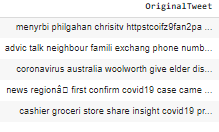 OriginalTweet
menyrbi philgahan chrisitv httpstcoifz9fan2pa ...
advic talk neighbour famili exchang phone numb...
coronavirus australia woolworth give elder dis...
news regionâ first confirm covid19 case came ...
cashier groceri store share insight covid19 pr...